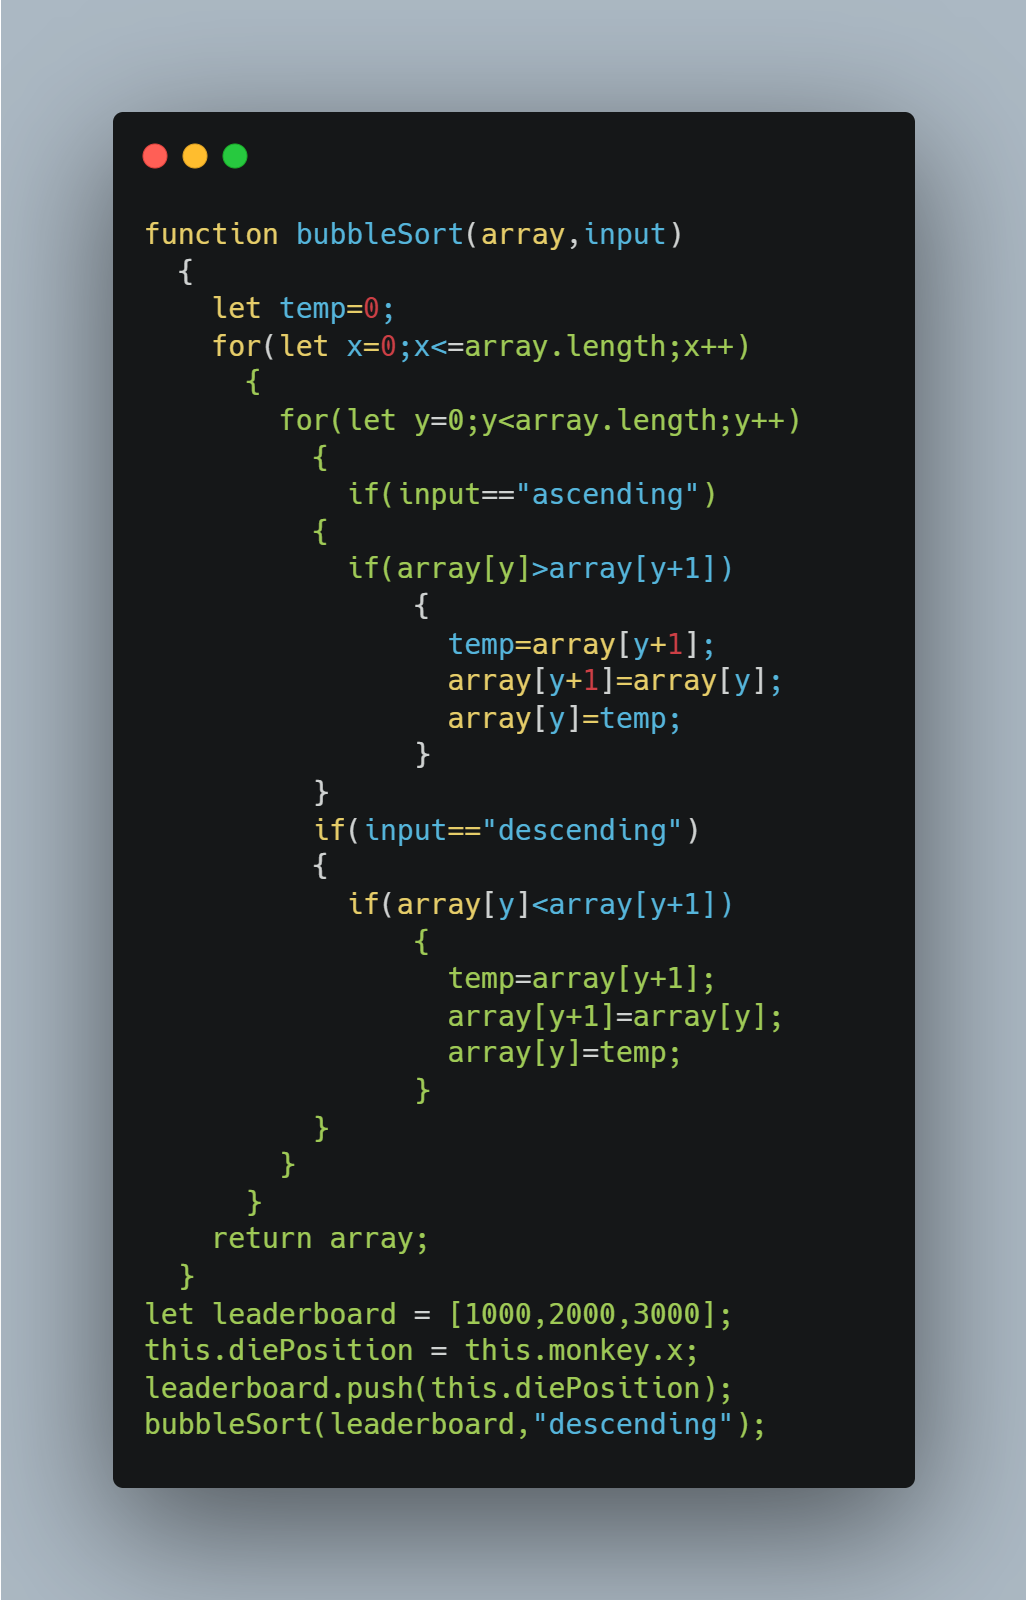 function bubbleSort(array,input)
  {
    let temp=0;
    for(let x=0;x<=array.length;x++)
      {
        for(let y=0;y<array.length;y++)
          {
            if(input=="ascending")
          {
            if(array[y]>array[y+1])
                {
                  temp=array[y+1];
                  array[y+1]=array[y];
                  array[y]=temp;
                }
          }
          if(input=="descending")
          {
            if(array[y]<array[y+1])
                {
                  temp=array[y+1];
                  array[y+1]=array[y];
                  array[y]=temp;
                }
          }
        }
      }
    return array;
  }
let leaderboard = [1000,2000,3000];
this.diePosition = this.monkey.x;
leaderboard.push(this.diePosition);
bubbleSort(leaderboard,"descending");